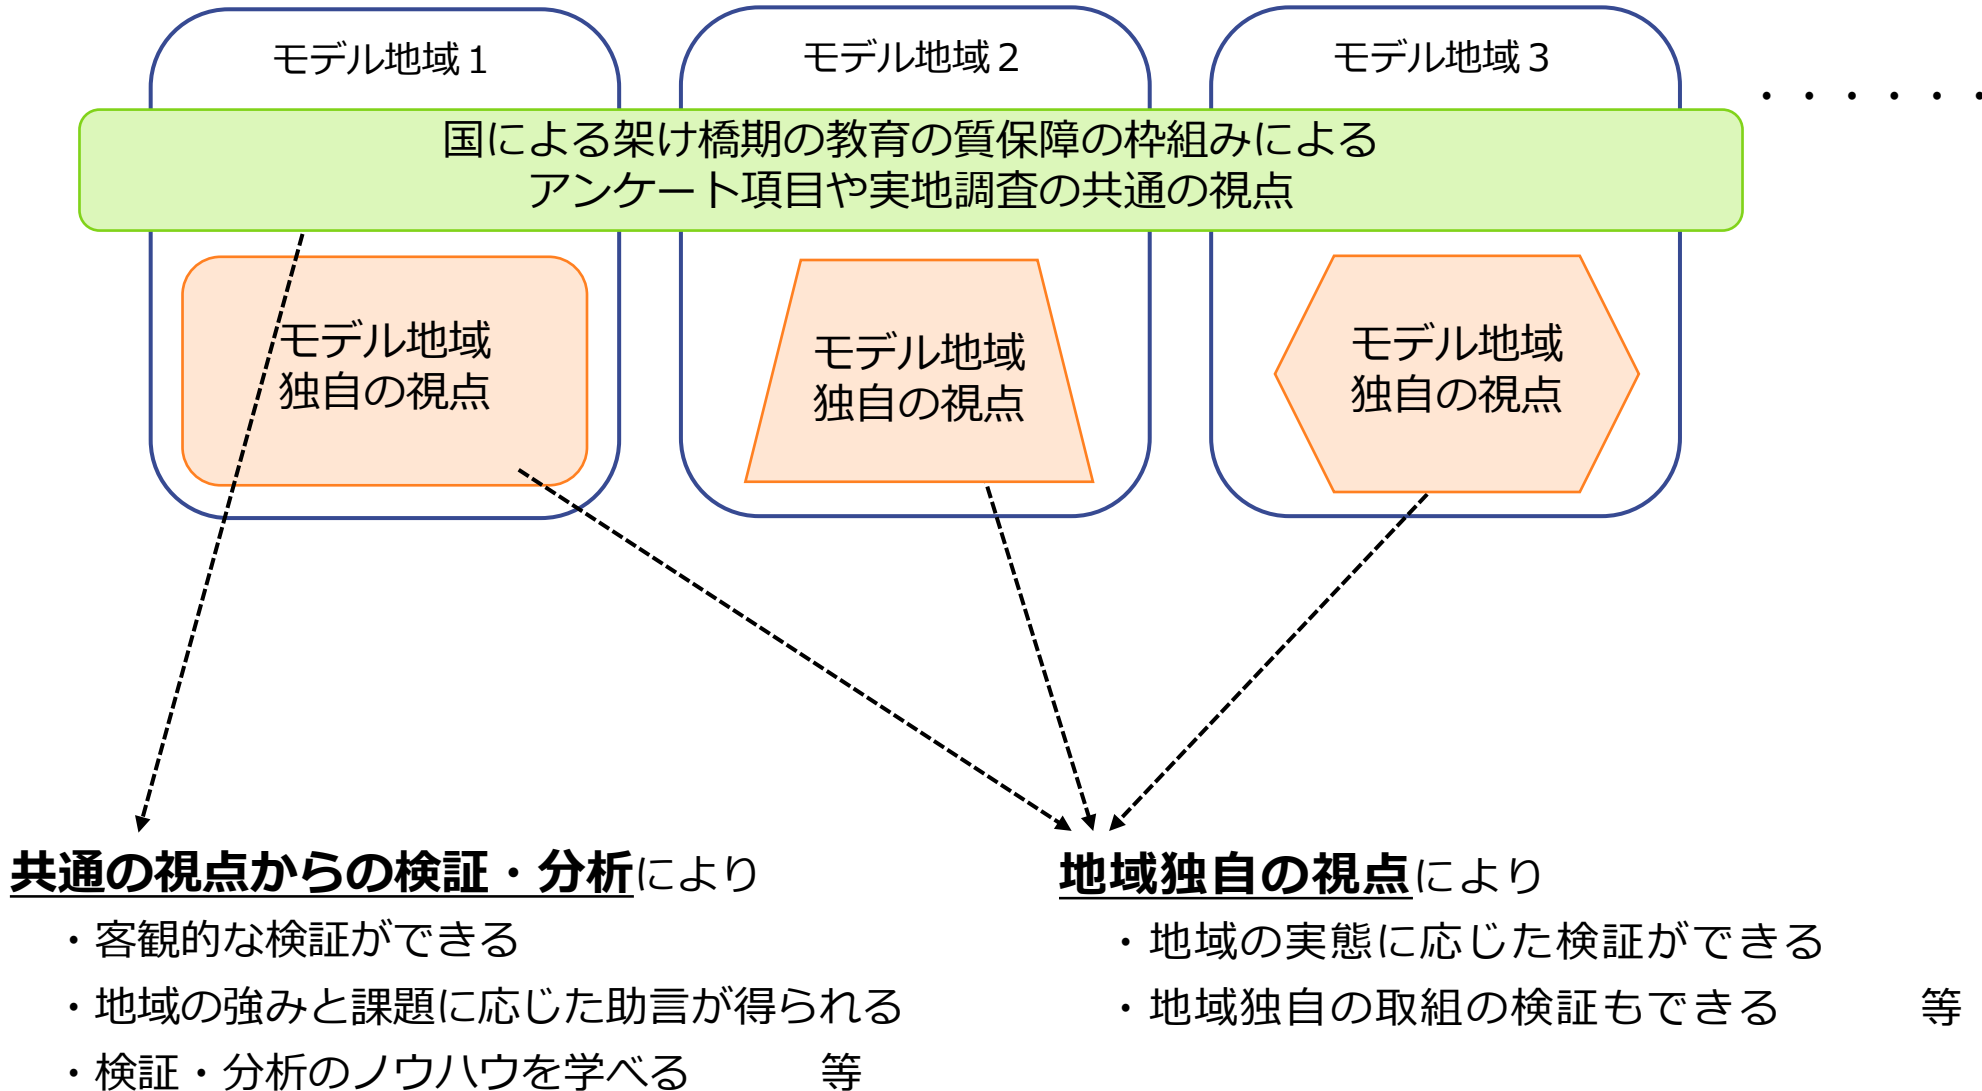 モデル地域１
モデル地域２
モデル地域３
・・・・・・
国による架け橋期の教育の質保障の枠組みによる
アンケート項目や実地調査の共通の視点
モデル地域
独自の視点
モデル地域
独自の視点
モデル地域
独自の視点
共通の視点からの検証・分析により
・客観的な検証ができる
・地域の強みと課題に応じた助言が得られる
・検証・分析のノウハウを学べる　　　等
地域独自の視点により
・地域の実態に応じた検証ができる
・地域独自の取組の検証もできる　　　等